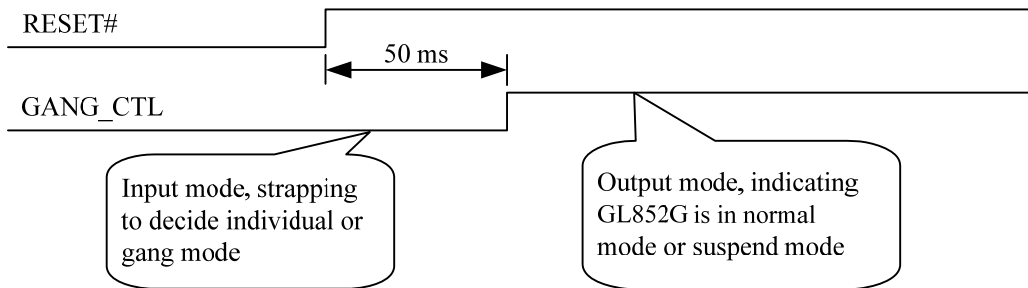 RESET#
50 ms
GANG_CTL
Input mode, strapping
to decide individual or
gang mode
Output mode, indicating
GL852G is in normal
mode or suspend mode